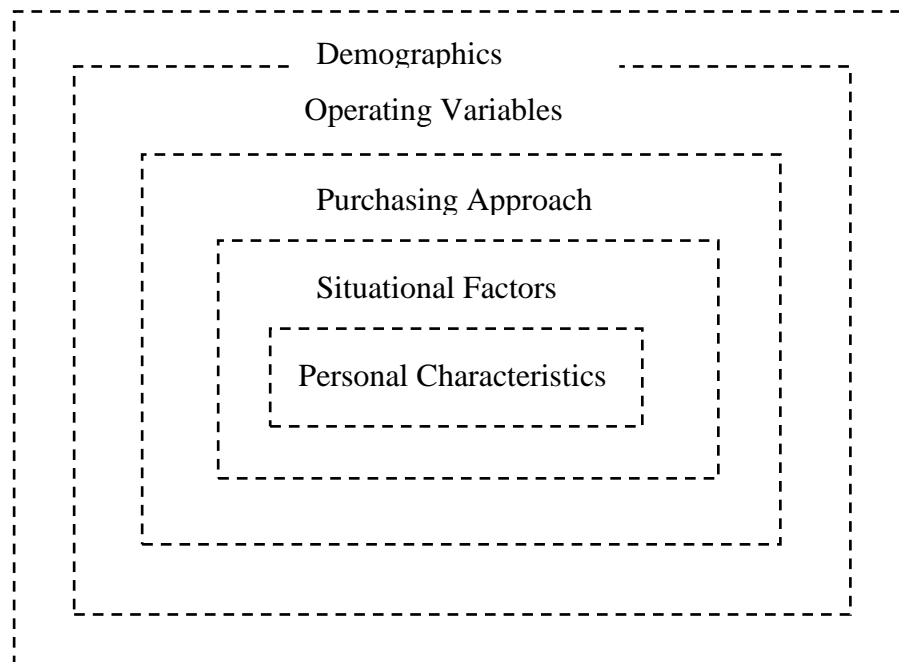 Demographics
Operating Variables
Purchasing Approach
Situational Factors
Personal Characteristics